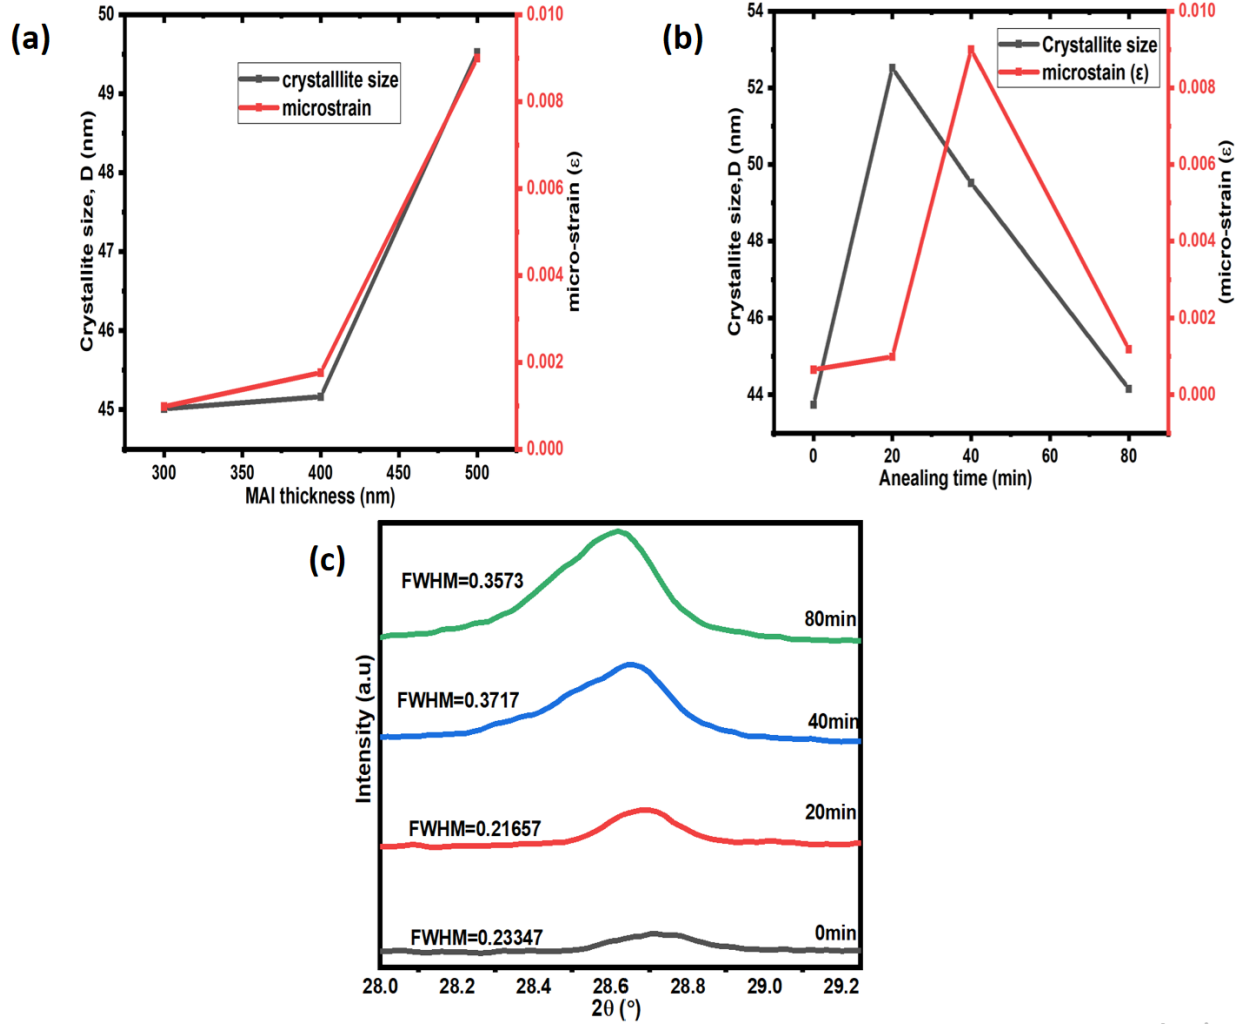 (a)
50
49
48
47
46
45
Crystallite size, D (nm)
crystalllite size
microstrain
0.010
0.008
0.006
0.004
0.002
0.000
micro-strain (ε)
300 350 400 450 500
MAI thickness (nm)
(b)
54
52
50
48
46
44
Crystallite size,D (nm)
Crystallite size
microstain (ε)
0.010
0.008
0.006
0.004
0.002
0.000
(micro-strain (ε)
0 20 40 60 80
Anealing time (min)
(c)
Intensity (a.u)
FWHM=0.3573
80min
FWHM=0.3717
40min
FWHM=0.21657
20min
FWHM=0.23347
0min
28.0 28.2 28.4 28.6 28.8 29.0 29.2
2θ (°)